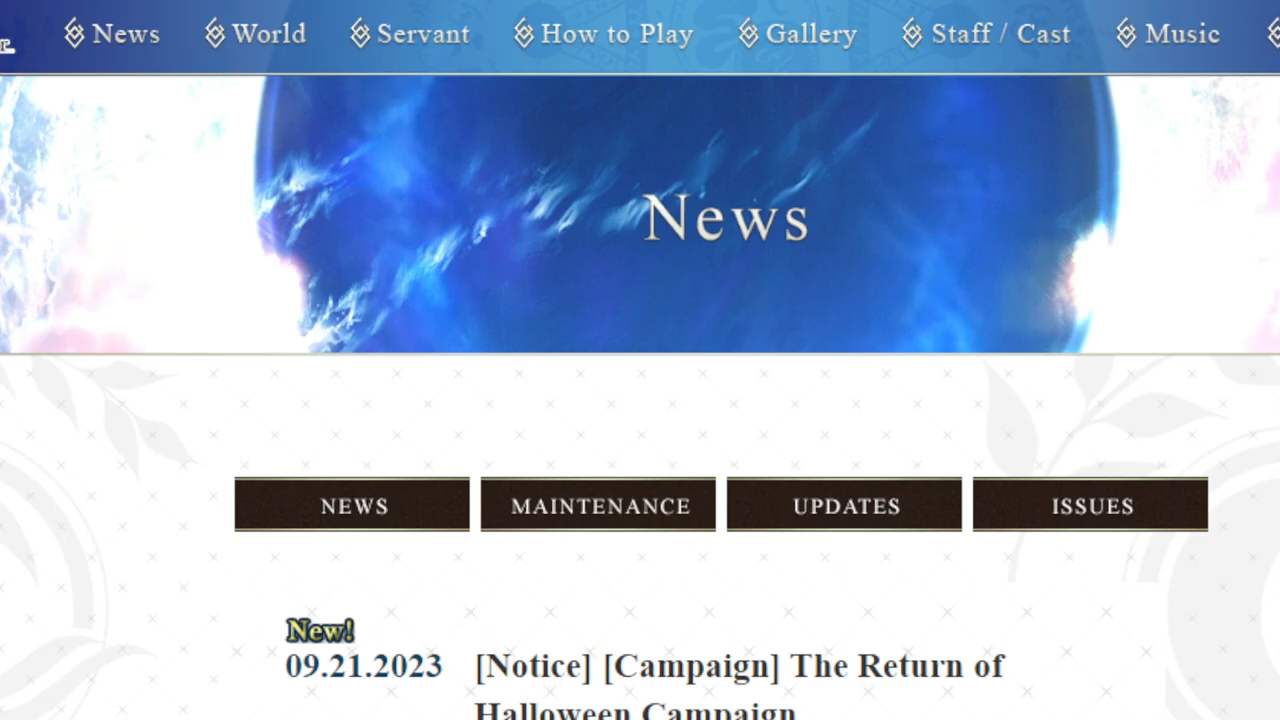 News World Servant How to Play Gallery Staff / Cast Music
News
NEWS MAINTENANCE UPDATES ISSUES
New!
09.21.2023 [Notice] [Campaign] The Return of
Halloween Campaign